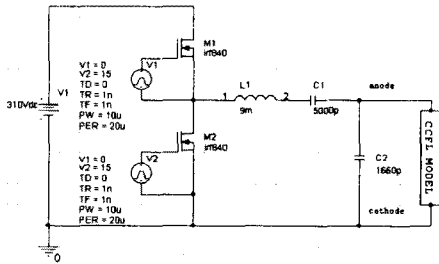 V1
310Vdc
V1 = 0
V2 = 15
TD = 0
TR = 1n
TF = 1n
PW = 10u
PER = 20u
V1
M1
irf840
V1 = 0
V2 = 15
TD = 0
TR = 1n
TF = 1n
PW = 10u
PER = 20u
V2
M2
irf840
L1
1
2
9m
C1
5000p
anode
C2
1660p
cathode
CCFL MODEL
0